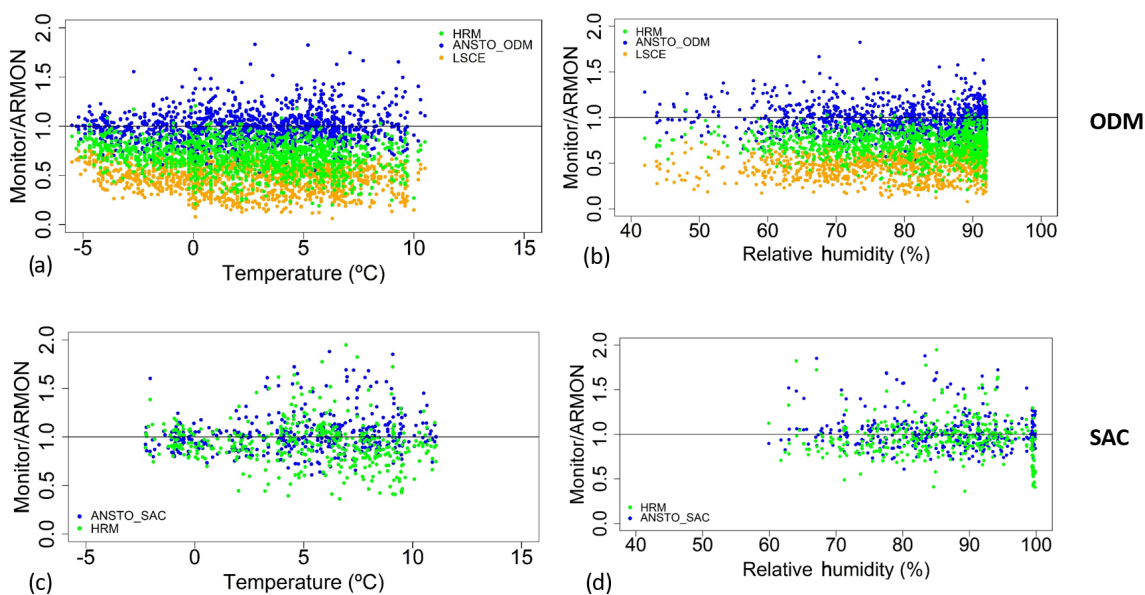 Monitor/ARMON
0.0 0.5 1.0 1.5 2.0
HRM
ANSTO_ODM
LSCE
-5 0 5 10 15
Temperature (ºC)
(a)
Monitor/ARMON
0.0 0.5 1.0 1.5 2.0
HRM
ANSTO_ODM
LSCE
40 50 60 70 80 90 100
Relative humidity (%)
(b)
ODM
Monitor/ARMON
0.0 0.5 1.0 1.5 2.0
ANSTO_SAC
HRM
-5 0 5 10 15
Temperature (ºC)
(c)
Monitor/ARMON
0.0 0.5 1.0 1.5 2.0
HRM
ANSTO_SAC
40 50 60 70 80 90 100
Relative humidity (%)
(d)
SAC